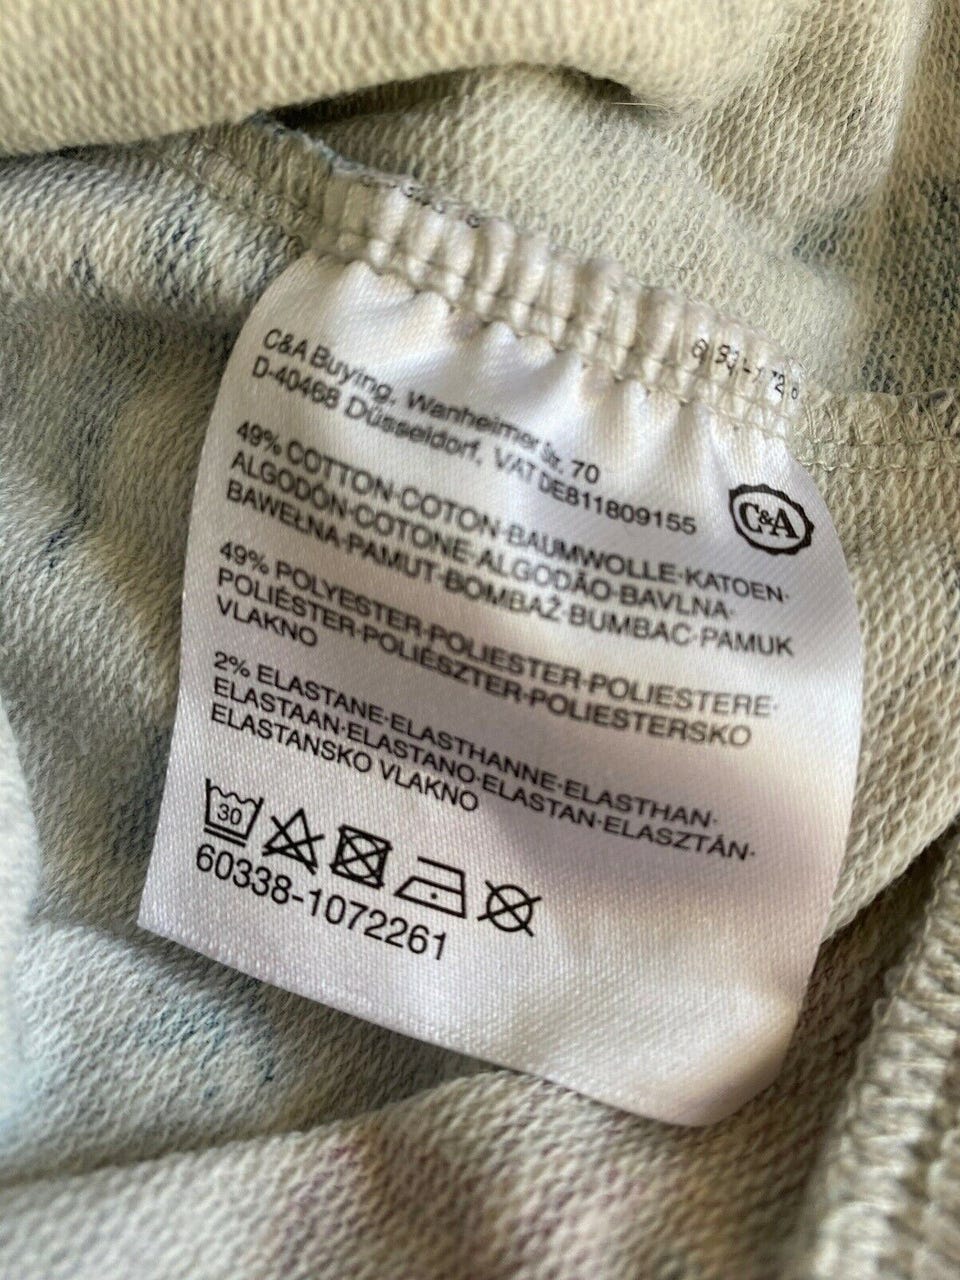 C&A Buying, Wanheimer Str. 70
D-40468 Düsseldorf, VAT DE811809155
C&A
49% COTTON·COTON·BAUMWOLLE·KATOEN·
ALGODÓN·COTONE·ALGODÃO·BAVLNA·
BAWEŁNA·PAMUT·BOMBAŽ·BUMBAC·PAMUK
49% POLYESTER·POLIESTER·POLIESTERE·
POLIÉSTER·POLIÉSZTER·POLIESTERSKO
VLAKNO
2% ELASTANE·ELASTHANNE·ELASTHAN·
ELASTAAN·ELASTANO·ELASTAN·ELASZTÁN·
ELASTANSKO VLAKNO
30
60338-1072261